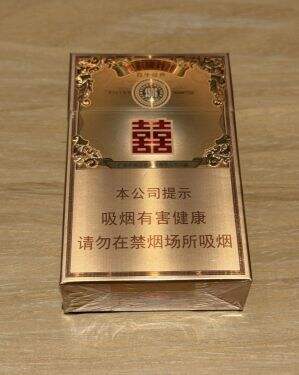 囍
本公司提示
吸烟有害健康
请勿在禁烟场所吸烟